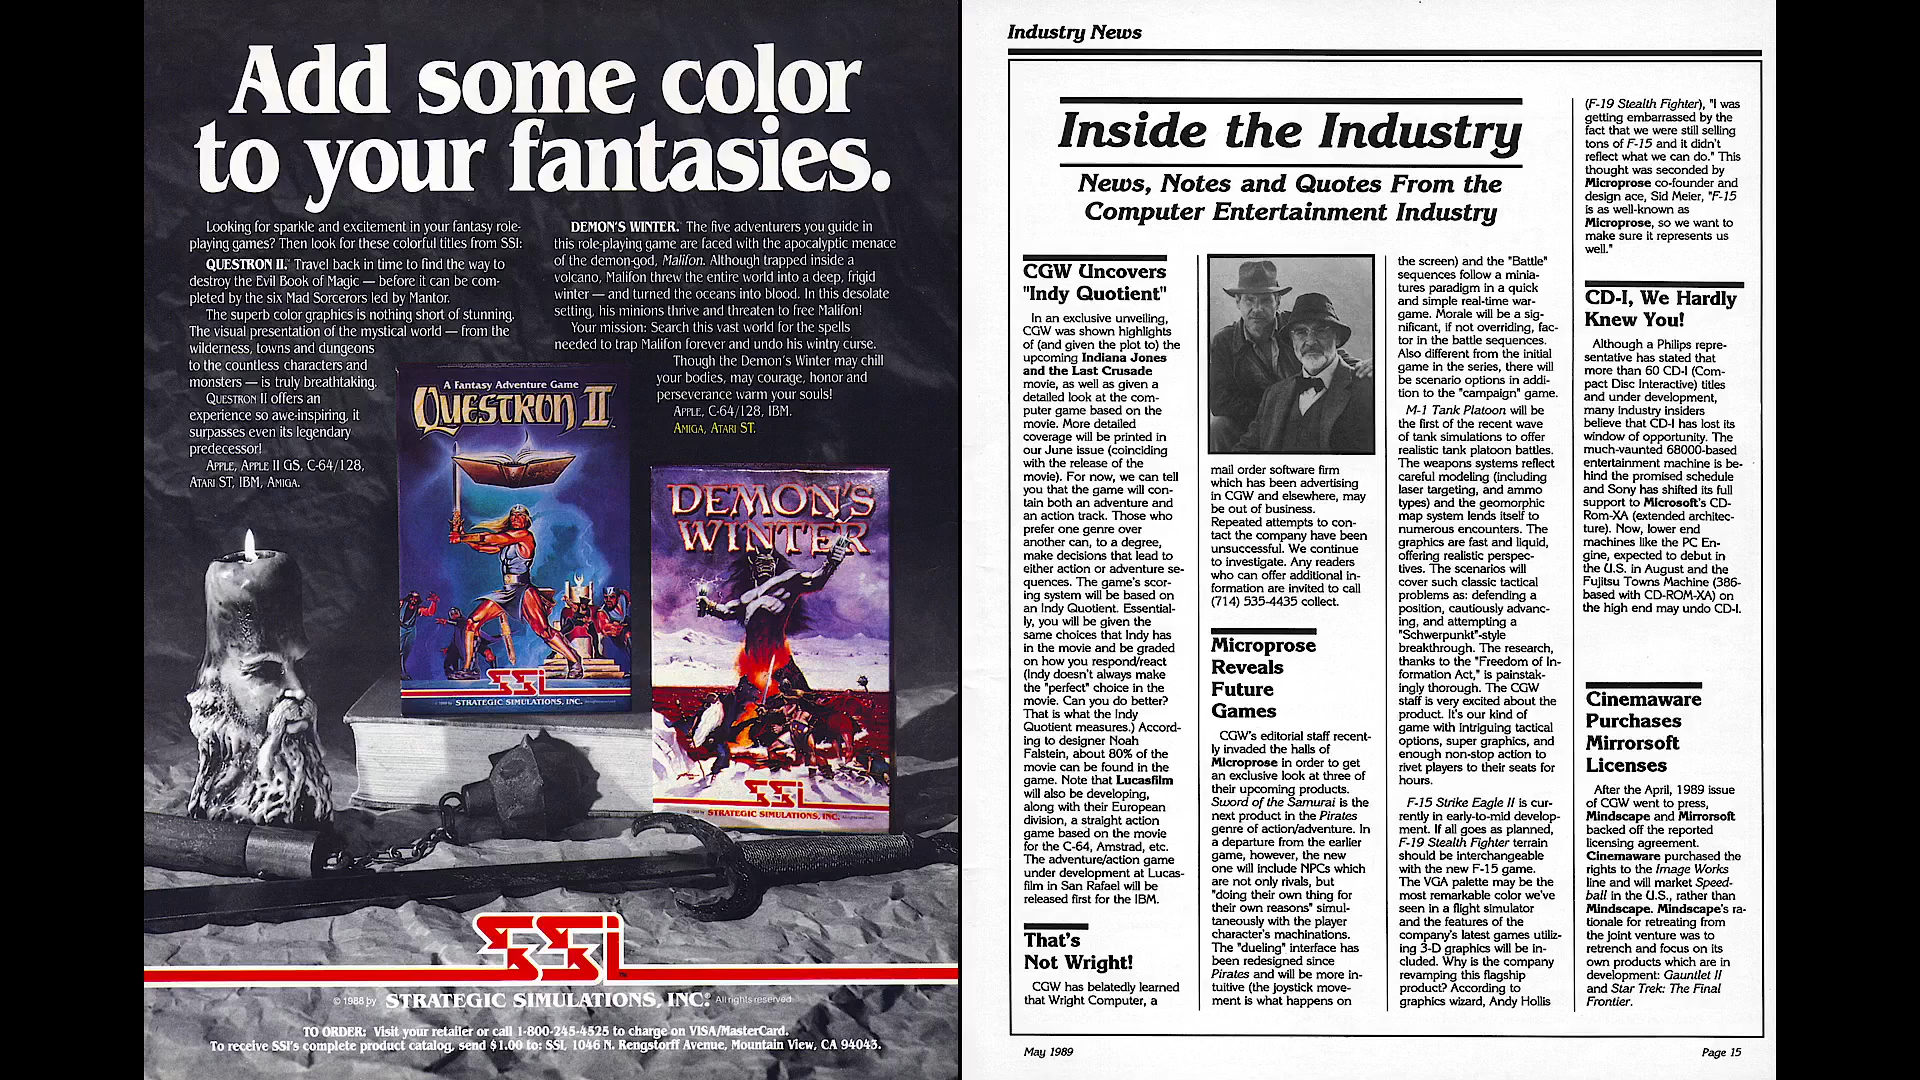 Add some color
to your fantasies.
Looking for sparkle and excitement in your fantasy role-
playing games? Then look for these colorful titles from SSI:
QUESTRON II.™ Travel back in time to find the way to
destroy the Evil Book of Magic — before it can be com-
pleted by the six Mad Sorcerors led by Mantor.
The superb color graphics is nothing short of stunning.
The visual presentation of the mystical world — from the
wilderness, towns and dungeons
to the countless characters and
monsters — is truly breathtaking.
QUESTRON II offers an
experience so awe-inspiring, it
surpasses even its legendary
predecessor!
APPLE, APPLE II GS, C-64/128,
ATARI ST, IBM, AMIGA.
DEMON'S WINTER.™ The five adventurers you guide in
this role-playing game are faced with the apocalyptic menace
of the demon-god, Malifon. Although trapped inside a
volcano, Malifon threw the entire world into a deep, frigid
winter — and turned the oceans into blood. In this desolate
setting, his minions thrive and threaten to free Malifon!
Your mission: Search this vast world for the spells
needed to trap Malifon forever and undo his wintry curse.
Though the Demon's Winter may chill
your bodies, may courage, honor and
perseverance warm your souls!
APPLE, C-64/128, IBM.
AMIGA, ATARI ST.
A Fantasy Adventure Game
QUESTRON II
SSI
STRATEGIC SIMULATIONS, INC.
DEMON'S
WINTER
SSI
STRATEGIC SIMULATIONS, INC.
SSI
© 1988 by STRATEGIC SIMULATIONS, INC.® All rights reserved.
TO ORDER: Visit your retailer or call 1-800-245-4525 to charge on VISA/MasterCard.
To receive SSI's complete product catalog, send $1.00 to: SSI, 1046 N. Rengstorff Avenue, Mountain View, CA 94043.
Industry News
Inside the Industry
News, Notes and Quotes From the
Computer Entertainment Industry
CGW Uncovers
"Indy Quotient"
In an exclusive unveiling,
CGW was shown highlights
of (and given the plot to) the
upcoming Indiana Jones
and the Last Crusade
movie, as well as given a
detailed look at the com-
puter game based on the
movie. More detailed
coverage will be printed in
our June issue (coinciding
with the release of the
movie). For now, we can tell
you that the game will con-
tain both an adventure and
an action track. Those who
prefer one genre over
another can, to a degree,
make decisions that lead to
either action or adventure se-
quences. The game's scor-
ing system will be based on
an Indy Quotient. Essential-
ly, you will be given the
same choices that Indy has
in the movie and be graded
on how you respond/react
(Indy doesn't always make
the "perfect" choice in the
movie. Can you do better?
That is what the Indy
Quotient measures.) Accord-
ing to designer Noah
Falstein, about 80% of the
movie can be found in the
game. Note that Lucasfilm
will also be developing,
along with their European
division, a straight action
game based on the movie
for the C-64, Amstrad, etc.
The adventure/action game
under development at Lucas-
film in San Rafael will be
released first for the IBM.
That's
Not Wright!
CGW has belatedly learned
that Wright Computer, a
mail order software firm
which has been advertising
in CGW and elsewhere, may
be out of business.
Repeated attempts to con-
tact the company have been
unsuccessful. We continue
to investigate. Any readers
who can offer additional in-
formation are invited to call
(714) 535-4435 collect.
Microprose
Reveals
Future
Games
CGW's editorial staff recent-
ly invaded the halls of
Microprose in order to get
an exclusive look at three of
their upcoming products.
Sword of the Samurai is the
next product in the Pirates
genre of action/adventure. In
a departure from the earlier
game, however, the new
one will include NPCs which
are not only rivals, but
"doing their own thing for
their own reasons" simul-
taneously with the player
character's machinations.
The "dueling" interface has
been redesigned since
Pirates and will be more in-
tuitive (the joystick move-
ment is what happens on
the screen) and the "Battle"
sequences follow a minia-
tures paradigm in a quick
and simple real-time war-
game. Morale will be a sig-
nificant, if not overriding, fac-
tor in the battle sequences.
Also different from the initial
game in the series, there will
be scenario options in addi-
tion to the "campaign" game.
M-1 Tank Platoon will be
the first of the recent wave
of tank simulations to offer
realistic tank platoon battles.
The weapons systems reflect
careful modeling (including
laser targeting, and ammo
types) and the geomorphic
map system lends itself to
numerous encounters. The
graphics are fast and liquid,
offering realistic perspec-
tives. The scenarios will
cover such classic tactical
problems as: defending a
position, cautiously advanc-
ing, and attempting a
"Schwerpunkt"-style
breakthrough. The research,
thanks to the "Freedom of In-
formation Act," is painstak-
ingly thorough. The CGW
staff is very excited about the
product. It's our kind of
game with intriguing tactical
options, super graphics, and
enough non-stop action to
rivet players to their seats for
hours.
F-15 Strike Eagle II is cur-
rently in early-to-mid develop-
ment. If all goes as planned,
F-19 Stealth Fighter terrain
should be interchangeable
with the new F-15 game.
The VGA palette may be the
most remarkable color we've
seen in a flight simulator
and the features of the
company's latest games utiliz-
ing 3-D graphics will be in-
cluded. Why is the company
revamping this flagship
product? According to
graphics wizard, Andy Hollis
(F-19 Stealth Fighter), "I was
getting embarrassed by the
fact that we were still selling
tons of F-15 and it didn't
reflect what we can do." This
thought was seconded by
Microprose co-founder and
design ace, Sid Meier, "F-15
is as well-known as
Microprose, so we want to
make sure it represents us
well."
CD-I, We Hardly
Knew You!
Although a Philips repre-
sentative has stated that
more than 60 CD-I (Com-
pact Disc Interactive) titles
and under development,
many industry insiders
believe that CD-I has lost its
window of opportunity. The
much-vaunted 68000-based
entertainment machine is be-
hind the promised schedule
and Sony has shifted its full
support to Microsoft's CD-
Rom-XA (extended architec-
ture). Now, lower end
machines like the PC En-
gine, expected to debut in
the U.S. in August and the
Fujitsu Towns Machine (386-
based with CD-ROM-XA) on
the high end may undo CD-I.
Cinemaware
Purchases
Mirrorsoft
Licenses
After the April, 1989 issue
of CGW went to press,
Mindscape and Mirrorsoft
backed off the reported
licensing agreement.
Cinemaware purchased the
rights to the Image Works
line and will market Speed-
ball in the U.S., rather than
Mindscape. Mindscape's ra-
tionale for retreating from
the joint venture was to
retrench and focus on its
own products which are in
development: Gauntlet II
and Star Trek: The Final
Frontier.
May 1989
Page 15